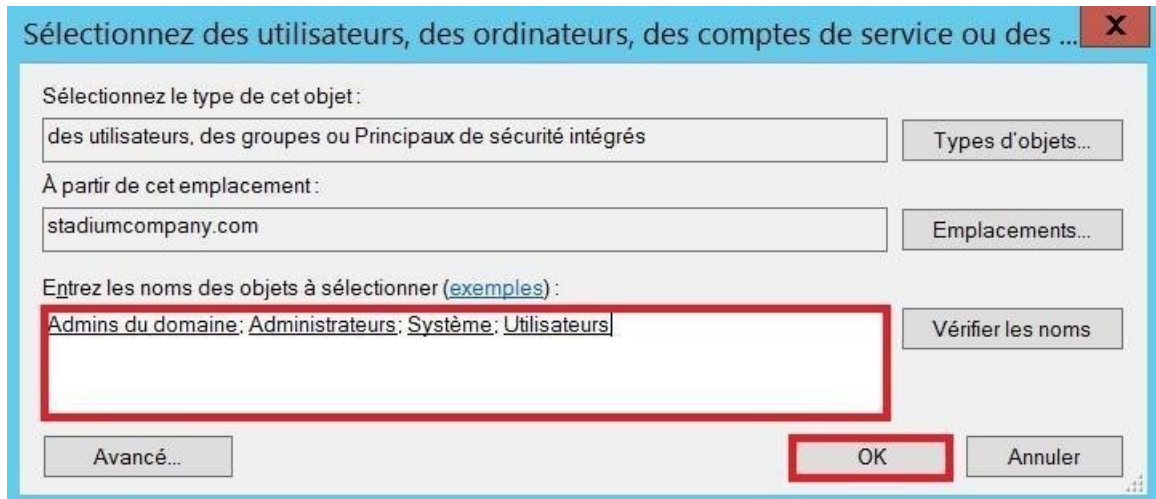 Sélectionnez des utilisateurs, des ordinateurs, des comptes de service ou des ... X
Sélectionnez le type de cet objet :
des utilisateurs, des groupes ou Principaux de sécurité intégrés
Types d'objets...
À partir de cet emplacement :
stadiumcompany.com
Emplacements...
Entrez les noms des objets à sélectionner (exemples) :
Admins du domaine; Administrateurs; Système; Utilisateurs
Vérifier les noms
Avancé...
OK
Annuler